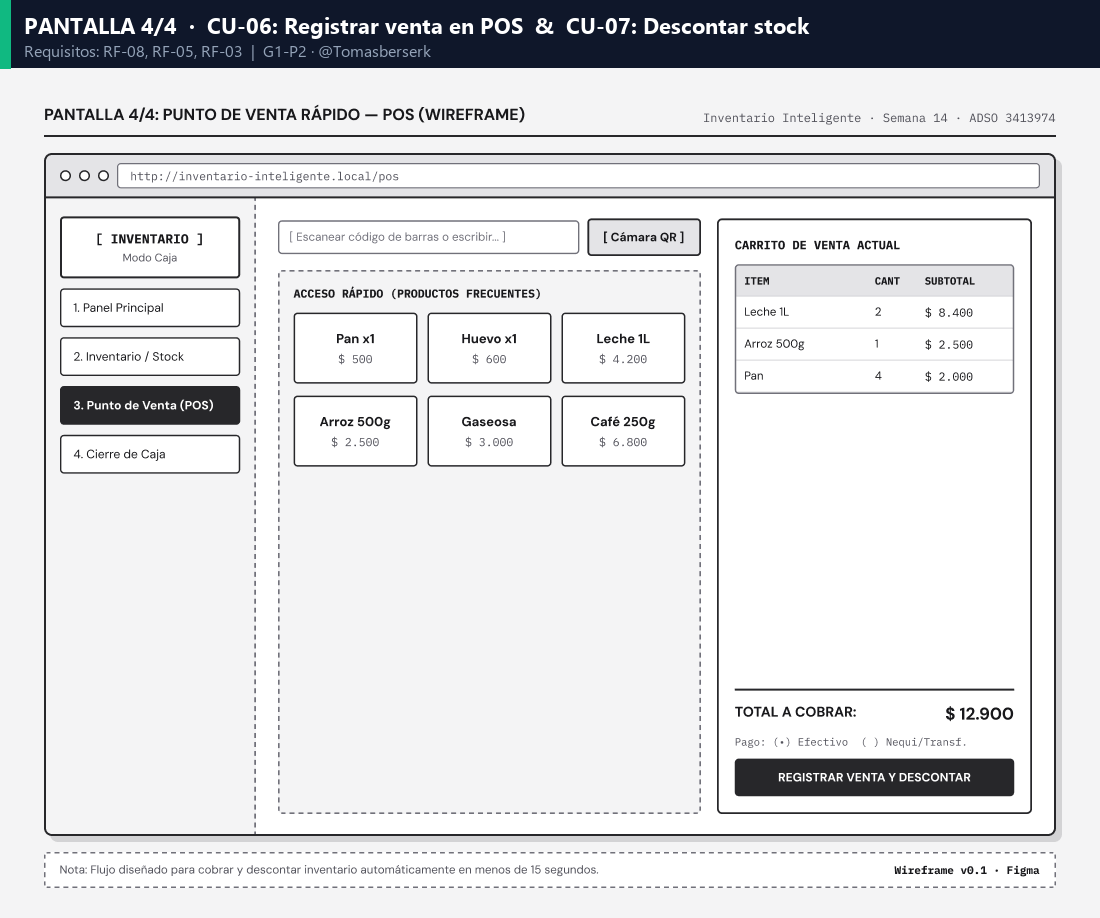 PANTALLA 4/4 · CU-06: Registrar venta en POS & CU-07: Descontar stock
Requisitos: RF-08, RF-05, RF-03 | G1-P2 · @Tomasberserk
PANTALLA 4/4: PUNTO DE VENTA RÁPIDO — POS (WIREFRAME)
Inventario Inteligente · Semana 14 · ADSO 3413974
http://inventario-inteligente.local/pos
[ INVENTARIO ]
Modo Caja
1. Panel Principal
2. Inventario / Stock
3. Punto de Venta (POS)
4. Cierre de Caja
[ Escanear código de barras o escribir... ]
[ Cámara QR ]
ACCESO RÁPIDO (PRODUCTOS FRECUENTES)
Pan x1
$ 500
Huevo x1
$ 600
Leche 1L
$ 4.200
Arroz 500g
$ 2.500
Gaseosa
$ 3.000
Café 250g
$ 6.800
CARRITO DE VENTA ACTUAL
ITEM CANT SUBTOTAL
Leche 1L 2 $ 8.400
Arroz 500g 1 $ 2.500
Pan 4 $ 2.000
TOTAL A COBRAR: $ 12.900
Pago: (•) Efectivo ( ) Nequi/Transf.
REGISTRAR VENTA Y DESCONTAR
Nota: Flujo diseñado para cobrar y descontar inventario automáticamente en menos de 15 segundos.
Wireframe v0.1 · Figma